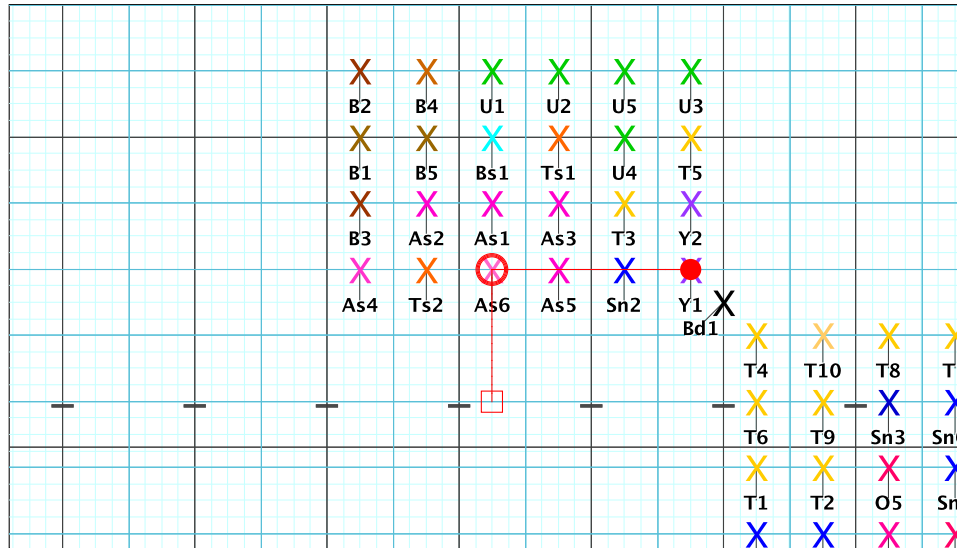 B2 B4 U1 U2 U5 U3
B1 B5 Bs1 Ts1 U4 T5
B3 As2 As1 As3 T3 Y2
As4 Ts2 As6 As5 Sn2 Y1
Bd1
T4 T10 T8
T6 T9 Sn3
T1 T2 O5